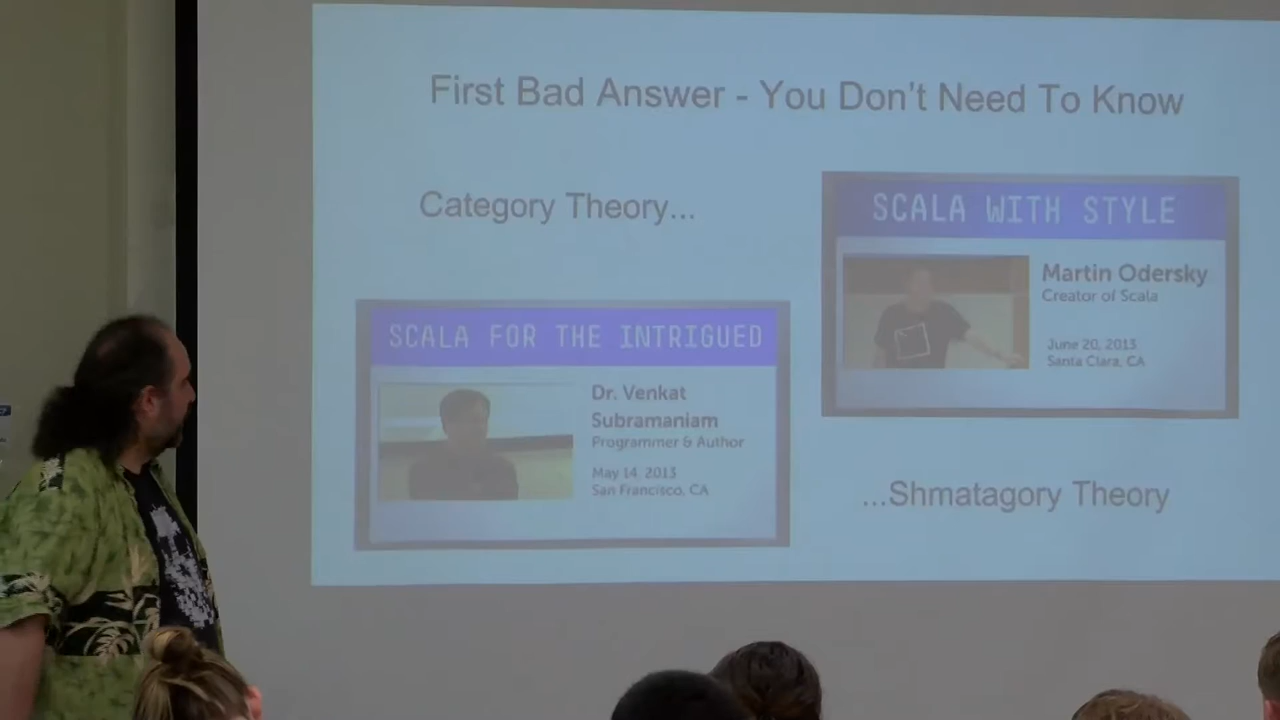 First Bad Answer - You Don't Need To Know
Category Theory...
SCALA WITH STYLE
Martin Odersky
Creator of Scala
June 20, 2013
Santa Clara, CA
SCALA FOR THE INTRIGUED
Dr. Venkat
Subramaniam
Programmer & Author
May 14, 2013
San Francisco, CA
...Shmatagory Theory